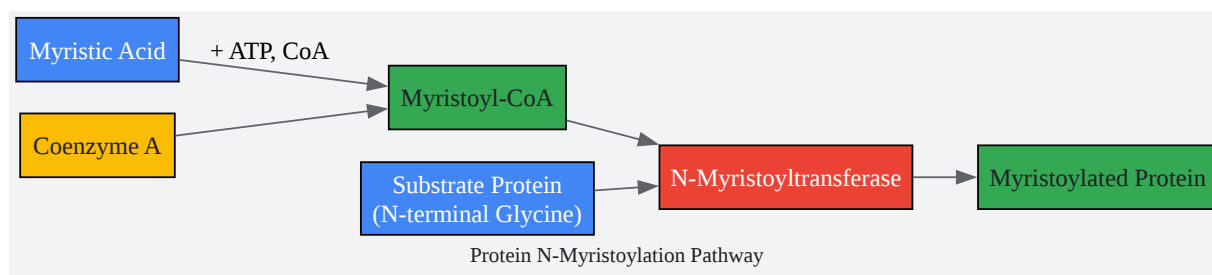 Myristic Acid
+ ATP, CoA
Coenzyme A
Myristoyl-CoA
Substrate Protein
(N-terminal Glycine)
N-Myristoyltransferase
Myristoylated Protein
Protein N-Myristoylation Pathway